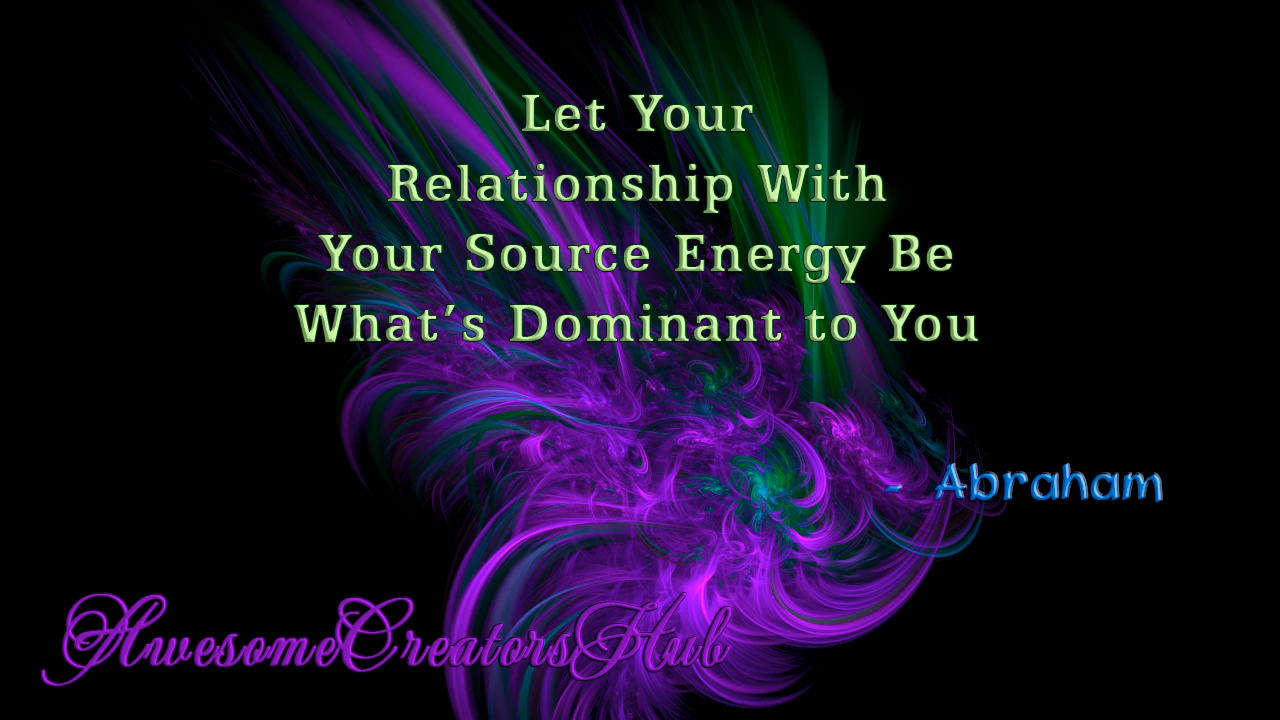 Let Your
Relationship With
Your Source Energy Be
What's Dominant to You
- Abraham
AwesomeCreatorsHub